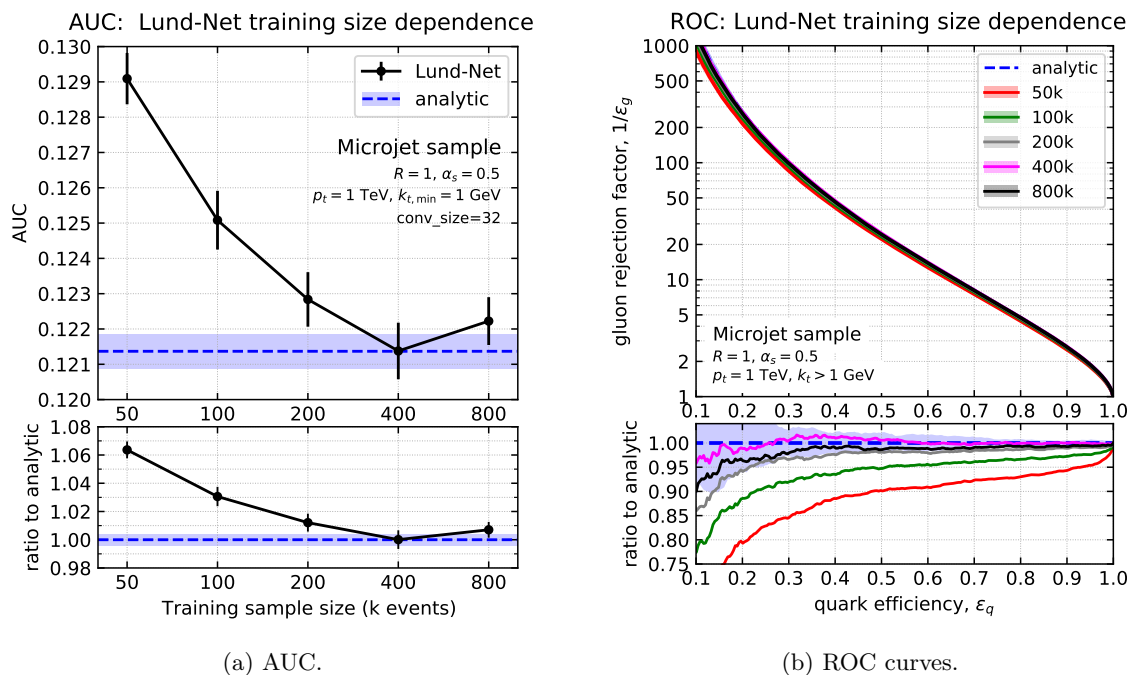 AUC: Lund-Net training size dependence
0.130
0.129
0.128
0.127
0.126
0.125
0.124
0.123
0.122
0.121
0.120
AUC
Lund-Net
analytic
Microjet sample
R = 1, αs = 0.5
pt = 1 TeV, kt, min = 1 GeV
conv_size=32
50 100 200 400 800
1.08
1.06
1.04
1.02
1.00
0.98
ratio to analytic
50 100 200 400 800
Training sample size (k events)
(a) AUC.
ROC: Lund-Net training size dependence
1000
500
200
100
50
20
10
5
2
1
gluon rejection factor, 1/εg
analytic
50k
100k
200k
400k
800k
Microjet sample
R = 1, αs = 0.5
pt = 1 TeV, kt > 1 GeV
0.1 0.2 0.3 0.4 0.5 0.6 0.7 0.8 0.9 1.0
1.00
0.95
0.90
0.85
0.80
0.75
ratio to analytic
0.1 0.2 0.3 0.4 0.5 0.6 0.7 0.8 0.9 1.0
quark efficiency, εq
(b) ROC curves.